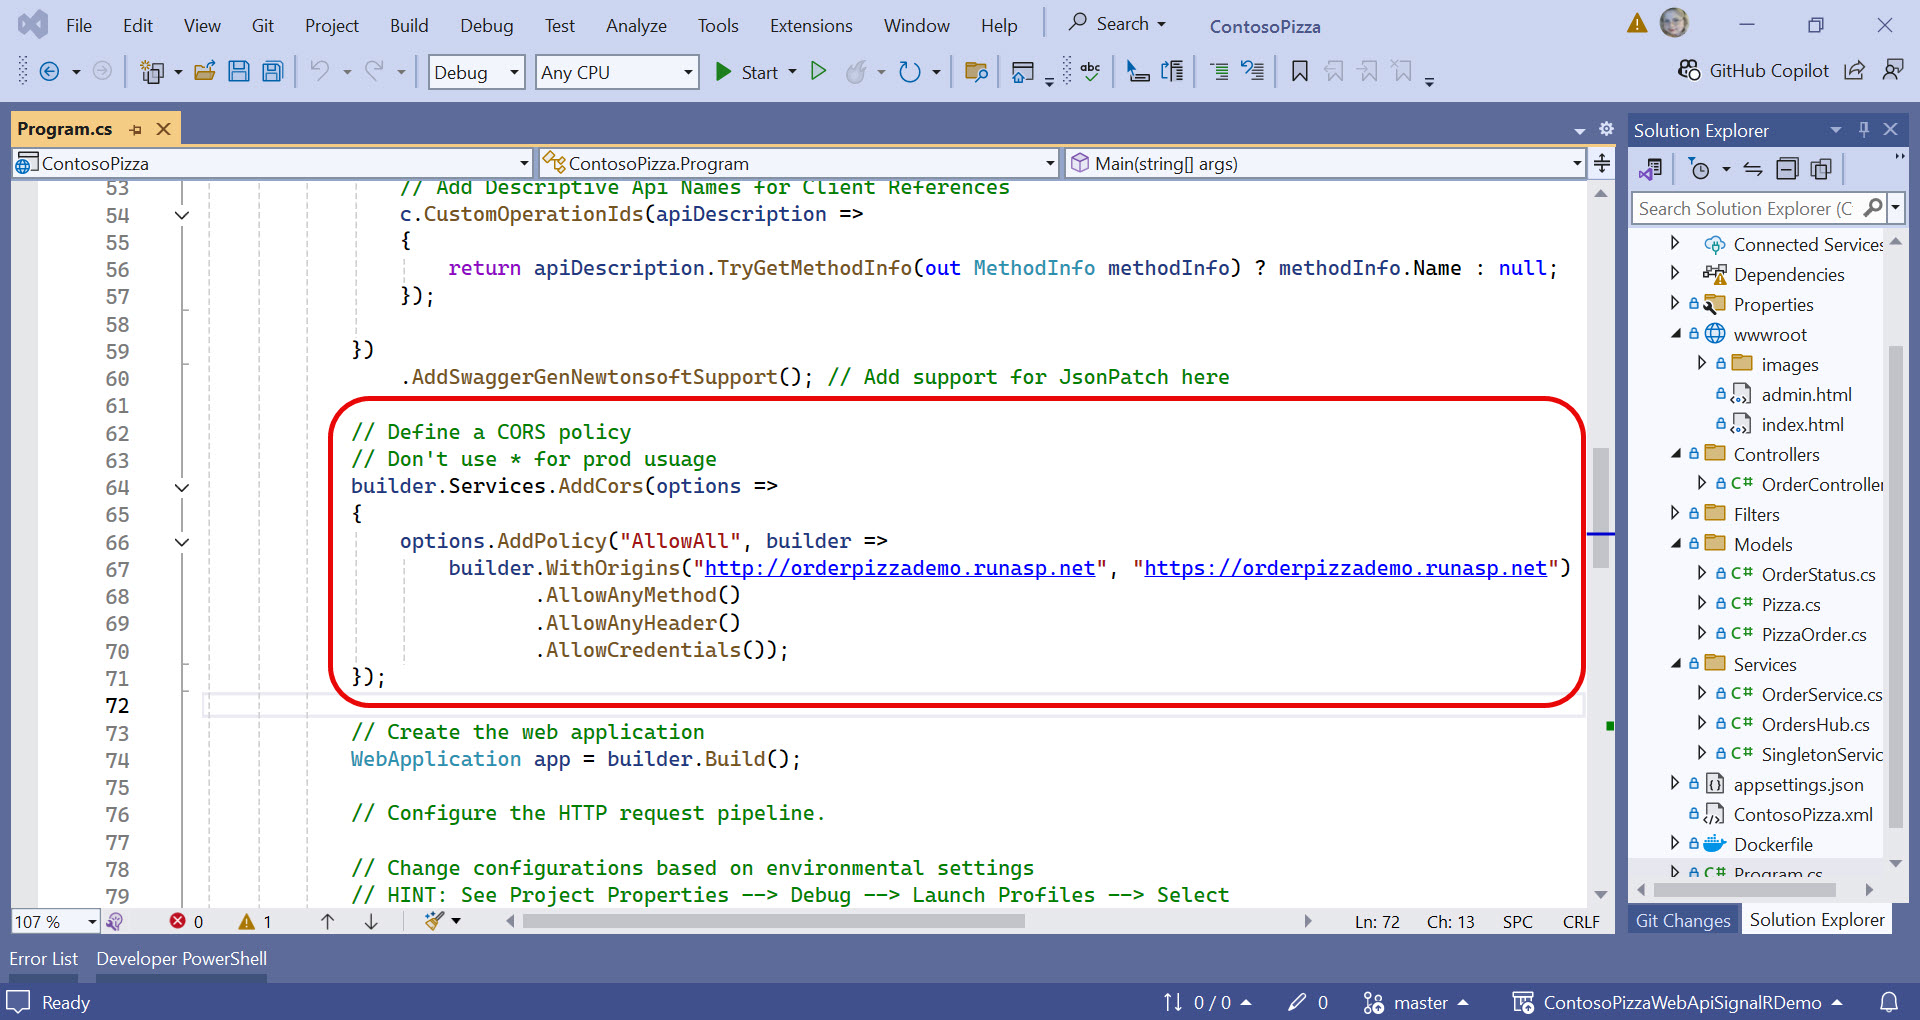 File Edit View Git Project Build Debug Test Analyze Tools Extensions Window Help Search ContosoPizza
Debug Any CPU Start abc GitHub Copilot
Program.cs
ContosoPizza ContosoPizza.Program Main(string[] args)
53 // Add Descriptive Api Names for Client References
54 c.CustomOperationIds(apiDescription =>
55 {
56 return apiDescription.TryGetMethodInfo(out MethodInfo methodInfo) ? methodInfo.Name : null;
57 });
58
59 })
60 .AddSwaggerGenNewtonsoftSupport(); // Add support for JsonPatch here
61
62 // Define a CORS policy
63 // Don't use * for prod usuage
64 builder.Services.AddCors(options =>
65 {
66 options.AddPolicy("AllowAll", builder =>
67 builder.WithOrigins("http://orderpizzademo.runasp.net", "https://orderpizzademo.runasp.net")
68 .AllowAnyMethod()
69 .AllowAnyHeader()
70 .AllowCredentials());
71 });
72
73 // Create the web application
74 WebApplication app = builder.Build();
75
76 // Configure the HTTP request pipeline.
77
78 // Change configurations based on environmental settings
79 // HINT: See Project Properties --> Debug --> Launch Profiles --> Select
107 % 0 1 Ln: 72 Ch: 13 SPC CRLF
Solution Explorer
Search Solution Explorer (C
Connected Services
Dependencies
Properties
wwwroot
images
admin.html
index.html
Controllers
C# OrderController
Filters
Models
C# OrderStatus.cs
C# Pizza.cs
C# PizzaOrder.cs
Services
C# OrderService.cs
C# OrdersHub.cs
C# SingletonServic
appsettings.json
ContosoPizza.xml
Dockerfile
C# Program.cs
Git Changes Solution Explorer
Error List Developer PowerShell
Ready 0 / 0 0 master ContosoPizzaWebApiSignalRDemo